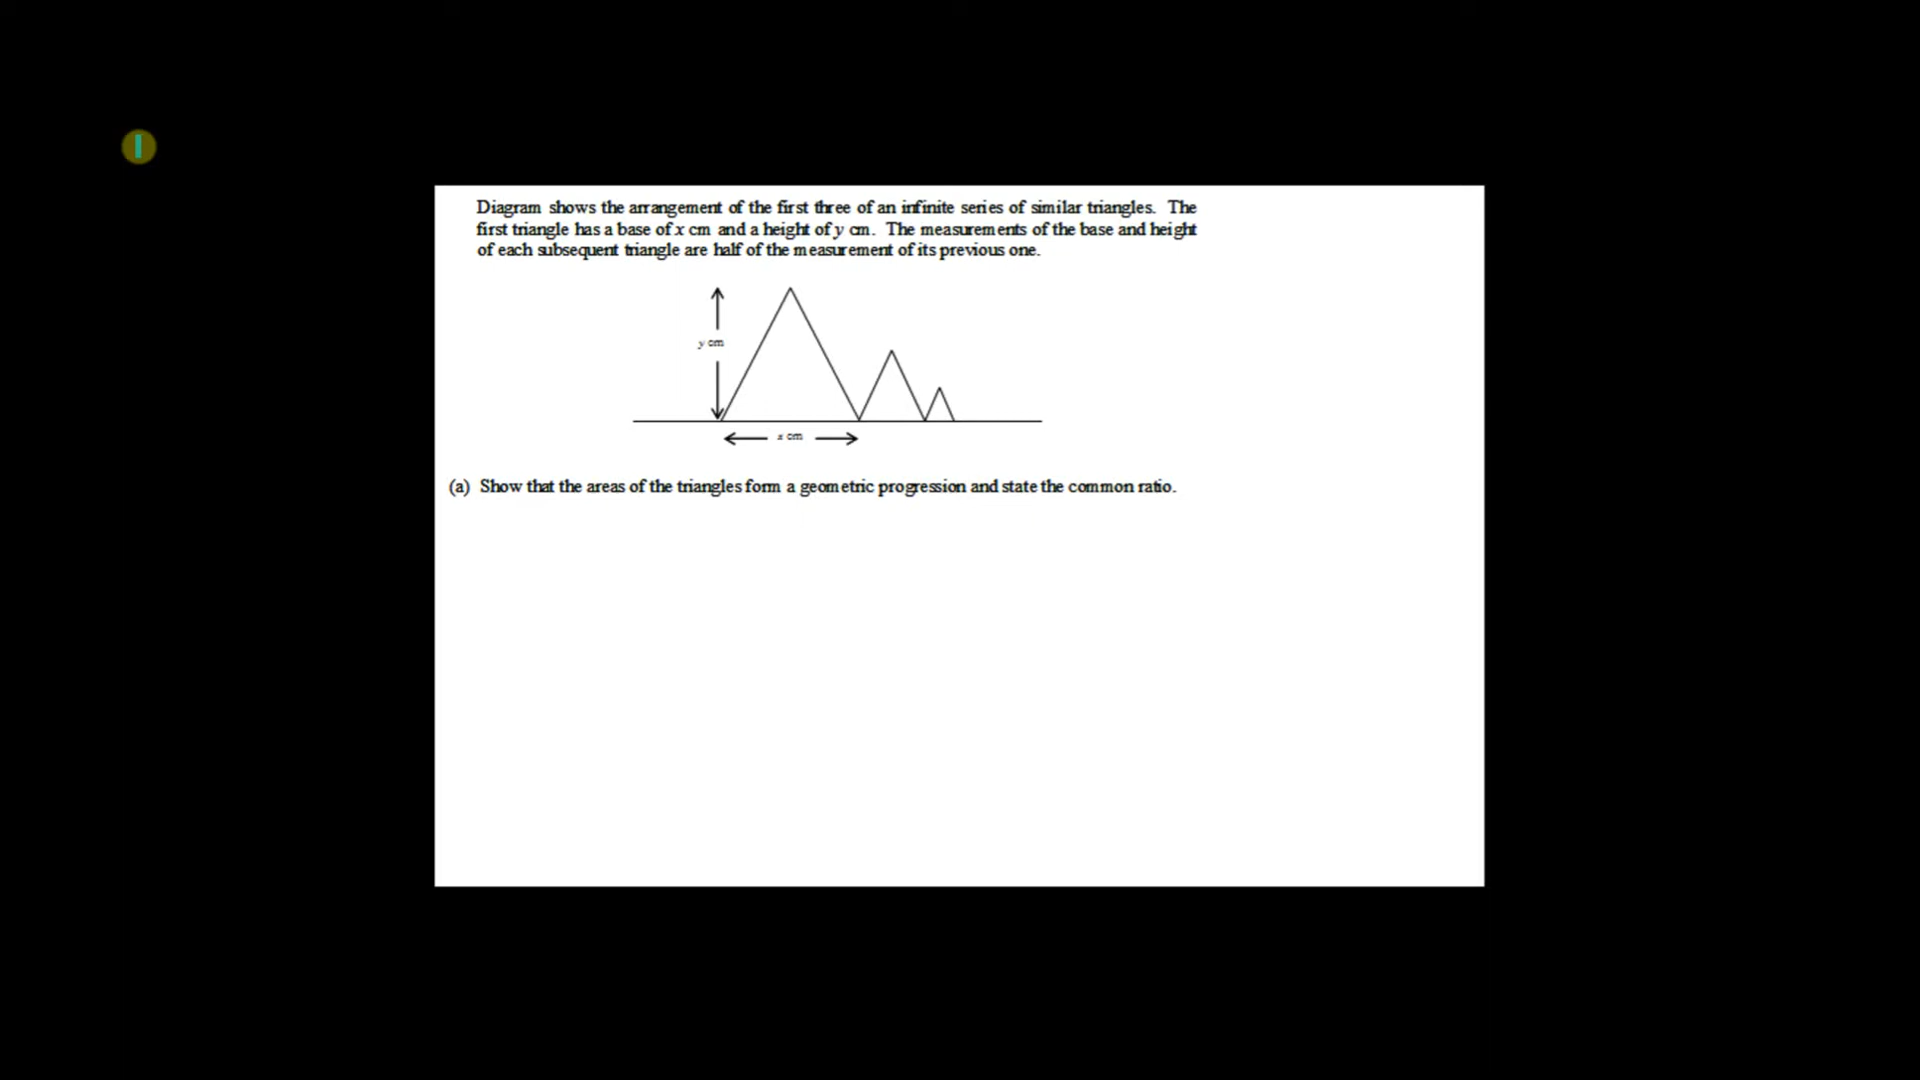 Diagram shows the arrangement of the first three of an infinite series of similar triangles. The
first triangle has a base of x cm and a height of y cm. The measurements of the base and height
of each subsequent triangle are half of the measurement of its previous one.
y cm
x cm
(a) Show that the areas of the triangles form a geometric progression and state the common ratio.